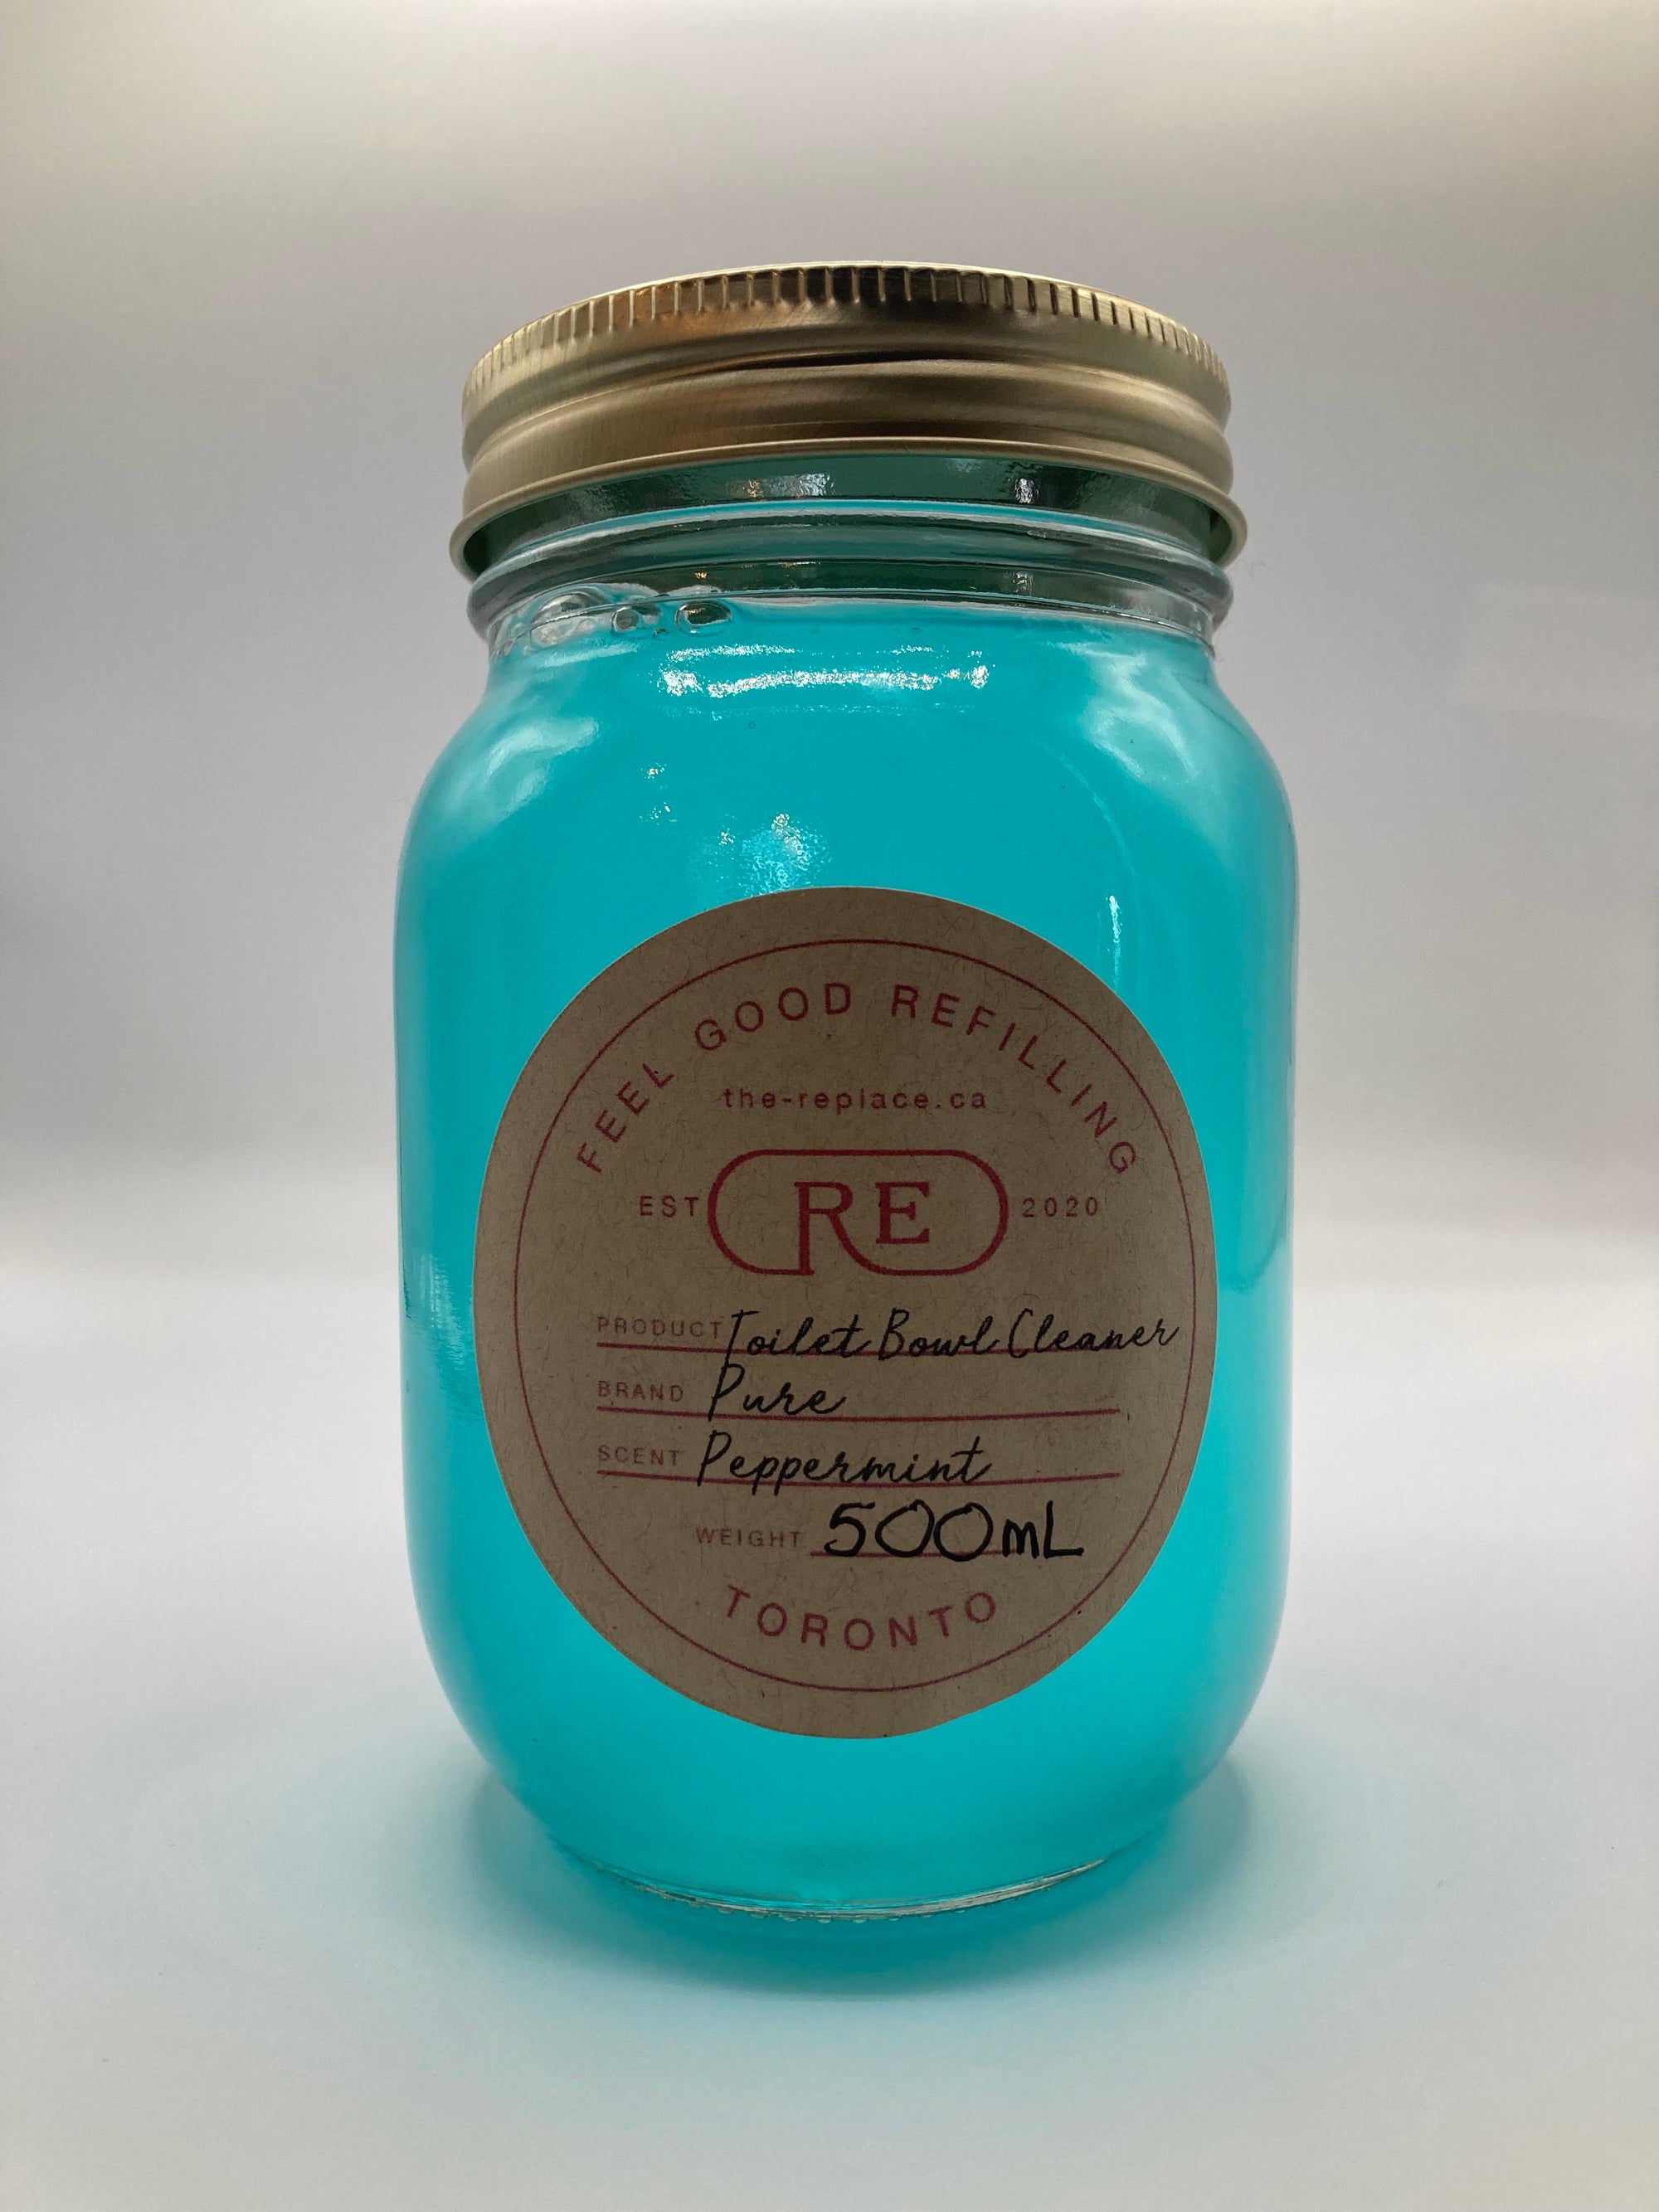 FEEL GOOD REFILLING
the-replace.ca
EST RE 2020
PRODUCT Toilet Bowl Cleaner
BRAND Pure
SCENT Peppermint
WEIGHT 500mL
TORONTO